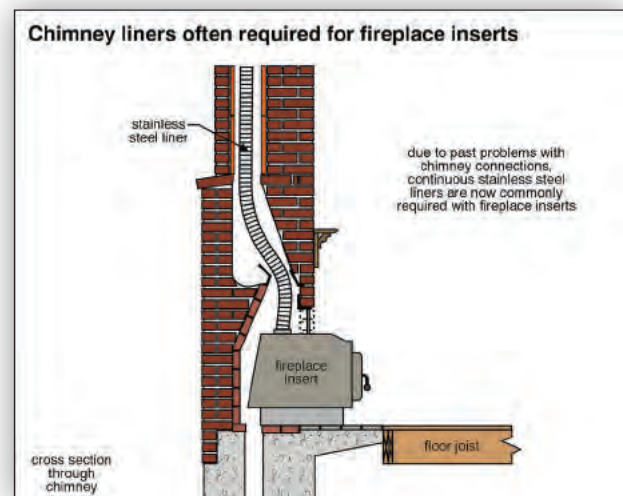 Chimney liners often required for fireplace inserts
stainless
steel liner
due to past problems with
chimney connections,
continuous stainless steel
liners are now commonly
required with fireplace inserts
fireplace
insert
floor joist
cross section
through
chimney